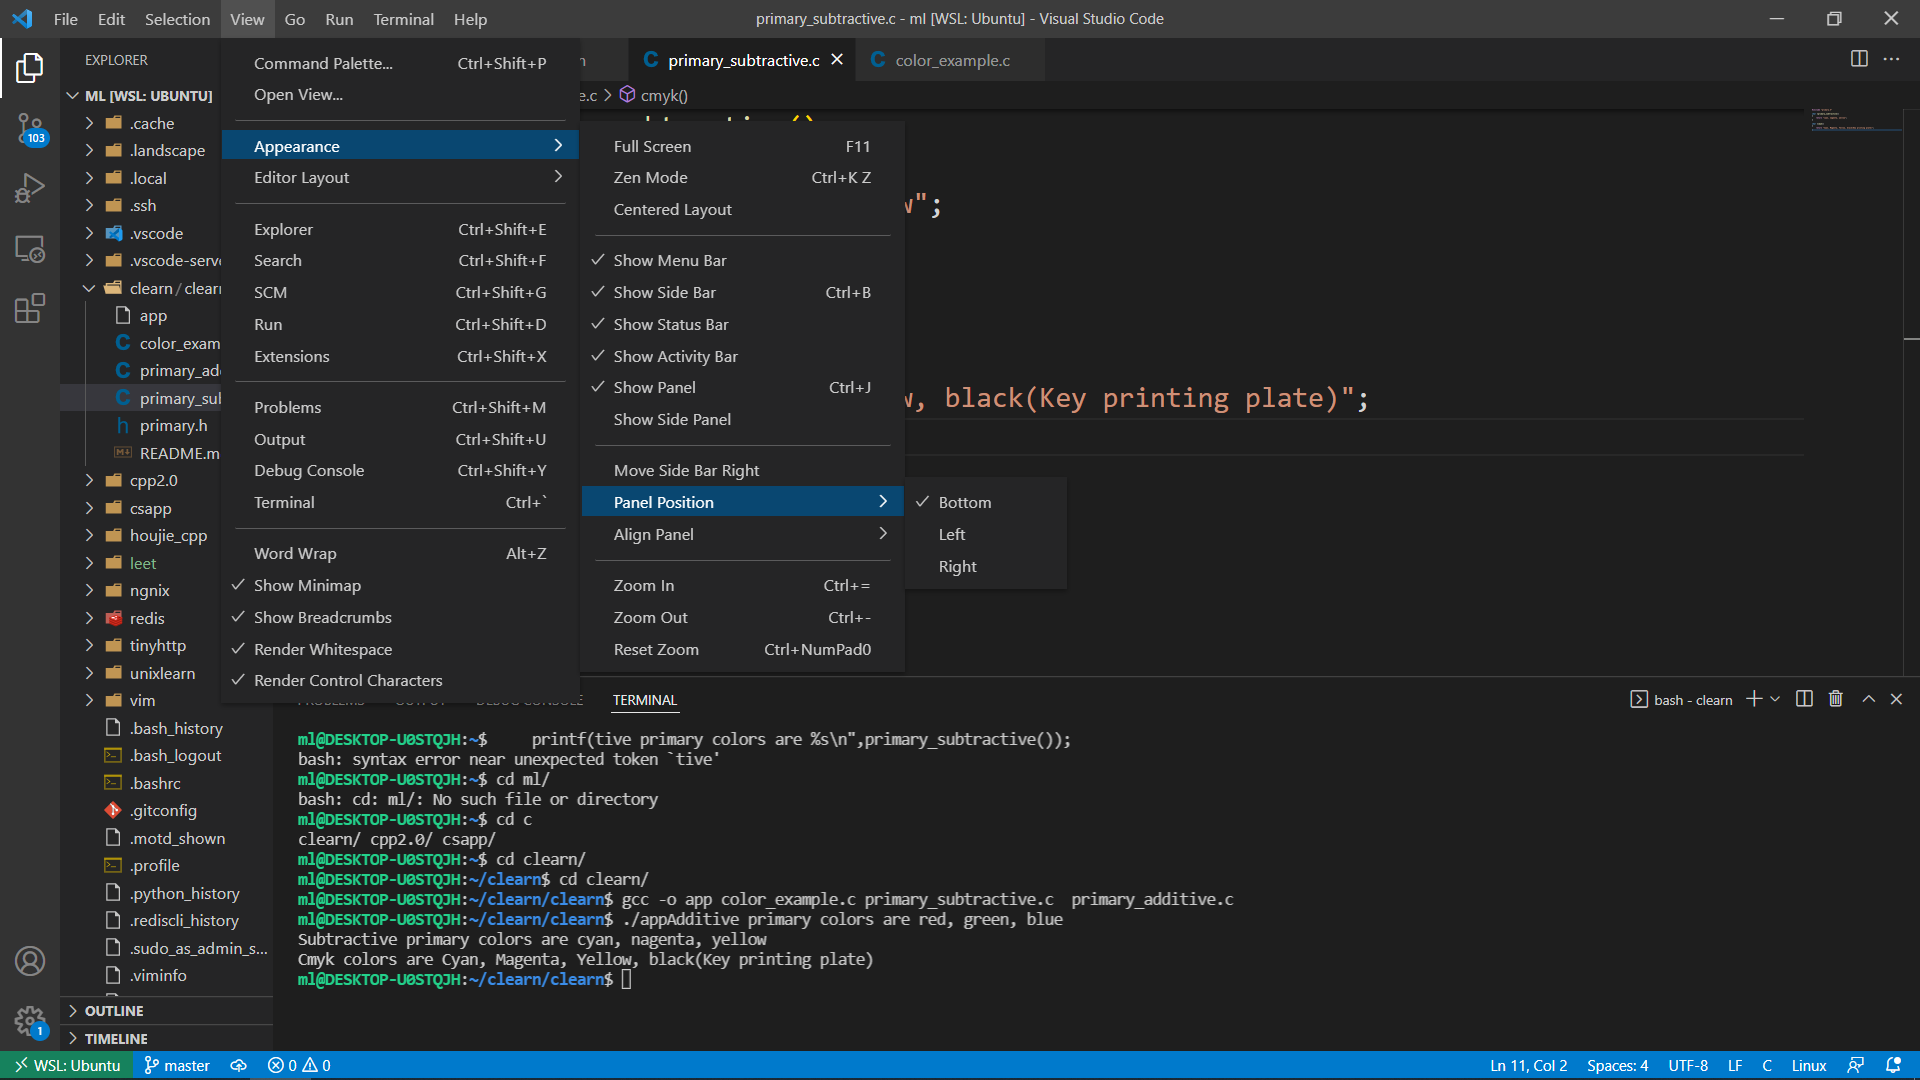 File Edit Selection View Go Run Terminal Help
primary_subtractive.c - ml [WSL: Ubuntu] - Visual Studio Code
EXPLORER
ML [WSL: UBUNTU]
.cache
.landscape
.local
.ssh
.vscode
.vscode-serv
clearn / clear
app
color_exam
primary_ad
primary_sul
primary.h
README.m
cpp2.0
csapp
houjie_cpp
leet
ngnix
redis
tinyhttp
unixlearn
vim
.bash_history
.bash_logout
.bashrc
.gitconfig
.motd_shown
.profile
.python_history
.rediscli_history
.sudo_as_admin_s...
.viminfo
OUTLINE
TIMELINE
103
1
Command Palette... Ctrl+Shift+P
Open View...
Appearance
Editor Layout
Explorer Ctrl+Shift+E
Search Ctrl+Shift+F
SCM Ctrl+Shift+G
Run Ctrl+Shift+D
Extensions Ctrl+Shift+X
Problems Ctrl+Shift+M
Output Ctrl+Shift+U
Debug Console Ctrl+Shift+Y
Terminal Ctrl+`
Word Wrap Alt+Z
Show Minimap
Show Breadcrumbs
Render Whitespace
Render Control Characters
Full Screen F11
Zen Mode Ctrl+K Z
Centered Layout
Show Menu Bar
Show Side Bar Ctrl+B
Show Status Bar
Show Activity Bar
Show Panel Ctrl+J
Show Side Panel
Move Side Bar Right
Panel Position
Align Panel
Zoom In Ctrl+=
Zoom Out Ctrl+-
Reset Zoom Ctrl+NumPad0
Bottom
Left
Right
primary_subtractive.c
color_example.c
e.c > cmyk()
w";
w, black(Key printing plate)";
TERMINAL
bash - clearn
ml@DESKTOP-U0STQJH:~$ printf(tive primary colors are %s\n",primary_subtractive());
bash: syntax error near unexpected token `tive'
ml@DESKTOP-U0STQJH:~$ cd ml/
bash: cd: ml/: No such file or directory
ml@DESKTOP-U0STQJH:~$ cd c
clearn/ cpp2.0/ csapp/
ml@DESKTOP-U0STQJH:~$ cd clearn/
ml@DESKTOP-U0STQJH:~/clearn$ cd clearn/
ml@DESKTOP-U0STQJH:~/clearn/clearn$ gcc -o app color_example.c primary_subtractive.c  primary_additive.c
ml@DESKTOP-U0STQJH:~/clearn/clearn$ ./appAdditive primary colors are red, green, blue
Subtractive primary colors are cyan, nagenta, yellow
Cmyk colors are Cyan, Magenta, Yellow, black(Key printing plate)
ml@DESKTOP-U0STQJH:~/clearn/clearn$
WSL: Ubuntu master 0 0
Ln 11, Col 2 Spaces: 4 UTF-8 LF C Linux